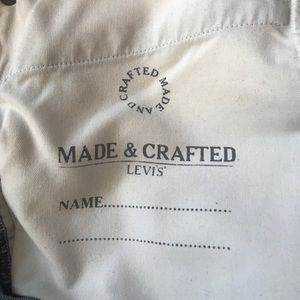 MADE AND CRAFTED
MADE & CRAFTED
LEVI'S®
NAME....................
..............................